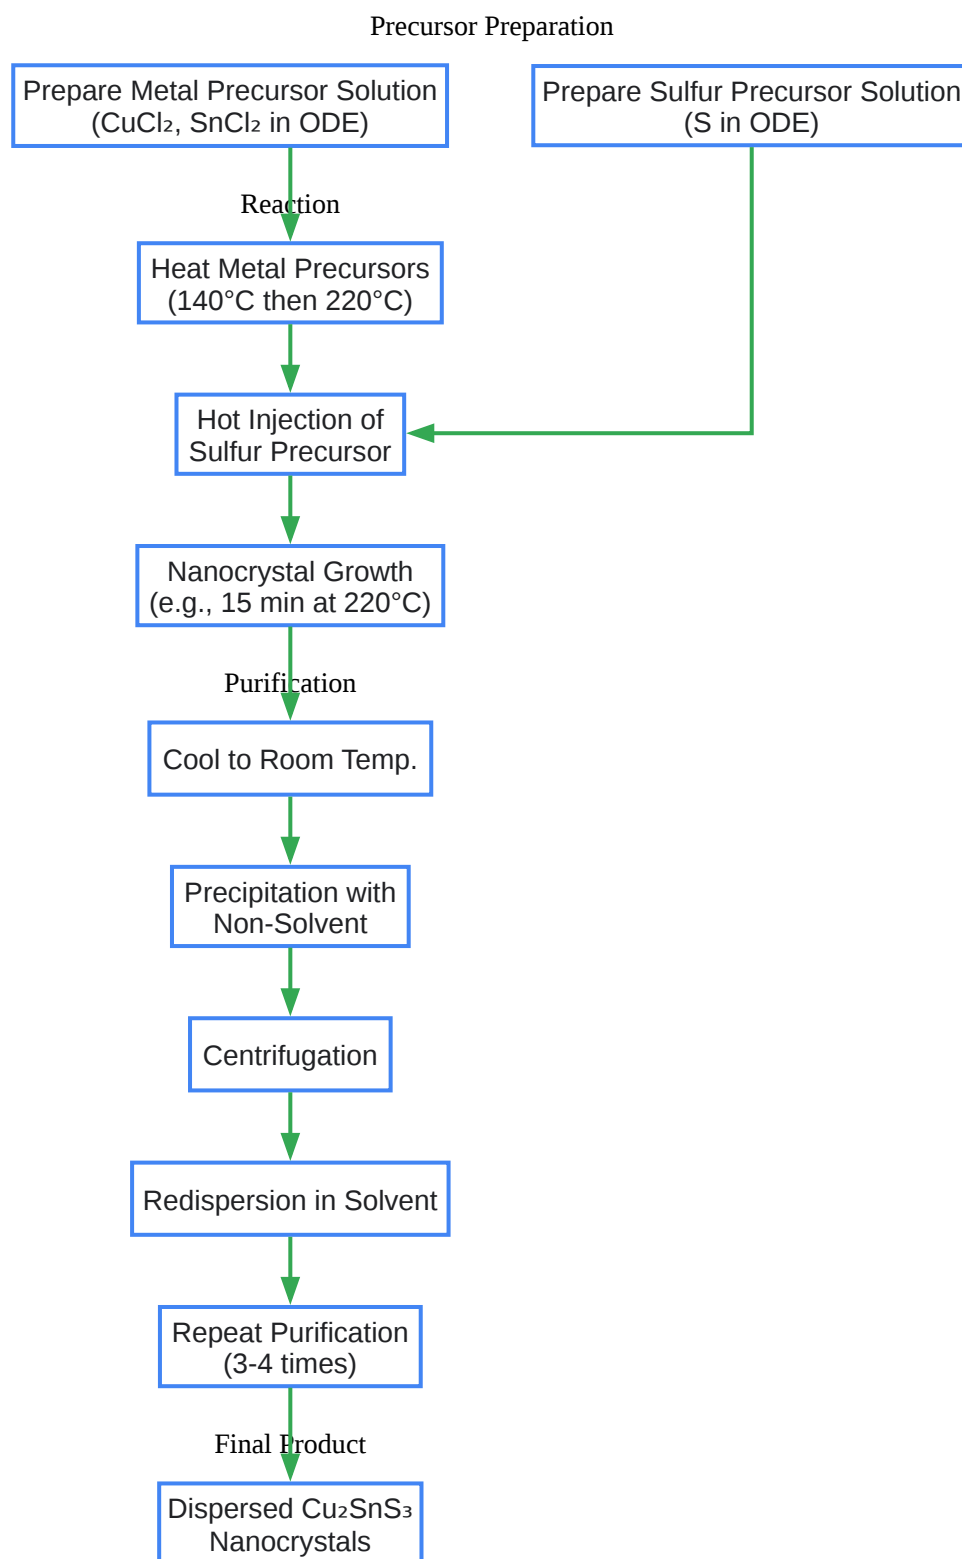 Precursor Preparation
Prepare Metal Precursor Solution
(CuCl₂, SnCl₂ in ODE)
Prepare Sulfur Precursor Solution
(S in ODE)
Reaction
Heat Metal Precursors
(140°C then 220°C)
Hot Injection of
Sulfur Precursor
Nanocrystal Growth
(e.g., 15 min at 220°C)
Purification
Cool to Room Temp.
Precipitation with
Non-Solvent
Centrifugation
Redispersion in Solvent
Repeat Purification
(3-4 times)
Final Product
Dispersed Cu₂SnS₃
Nanocrystals